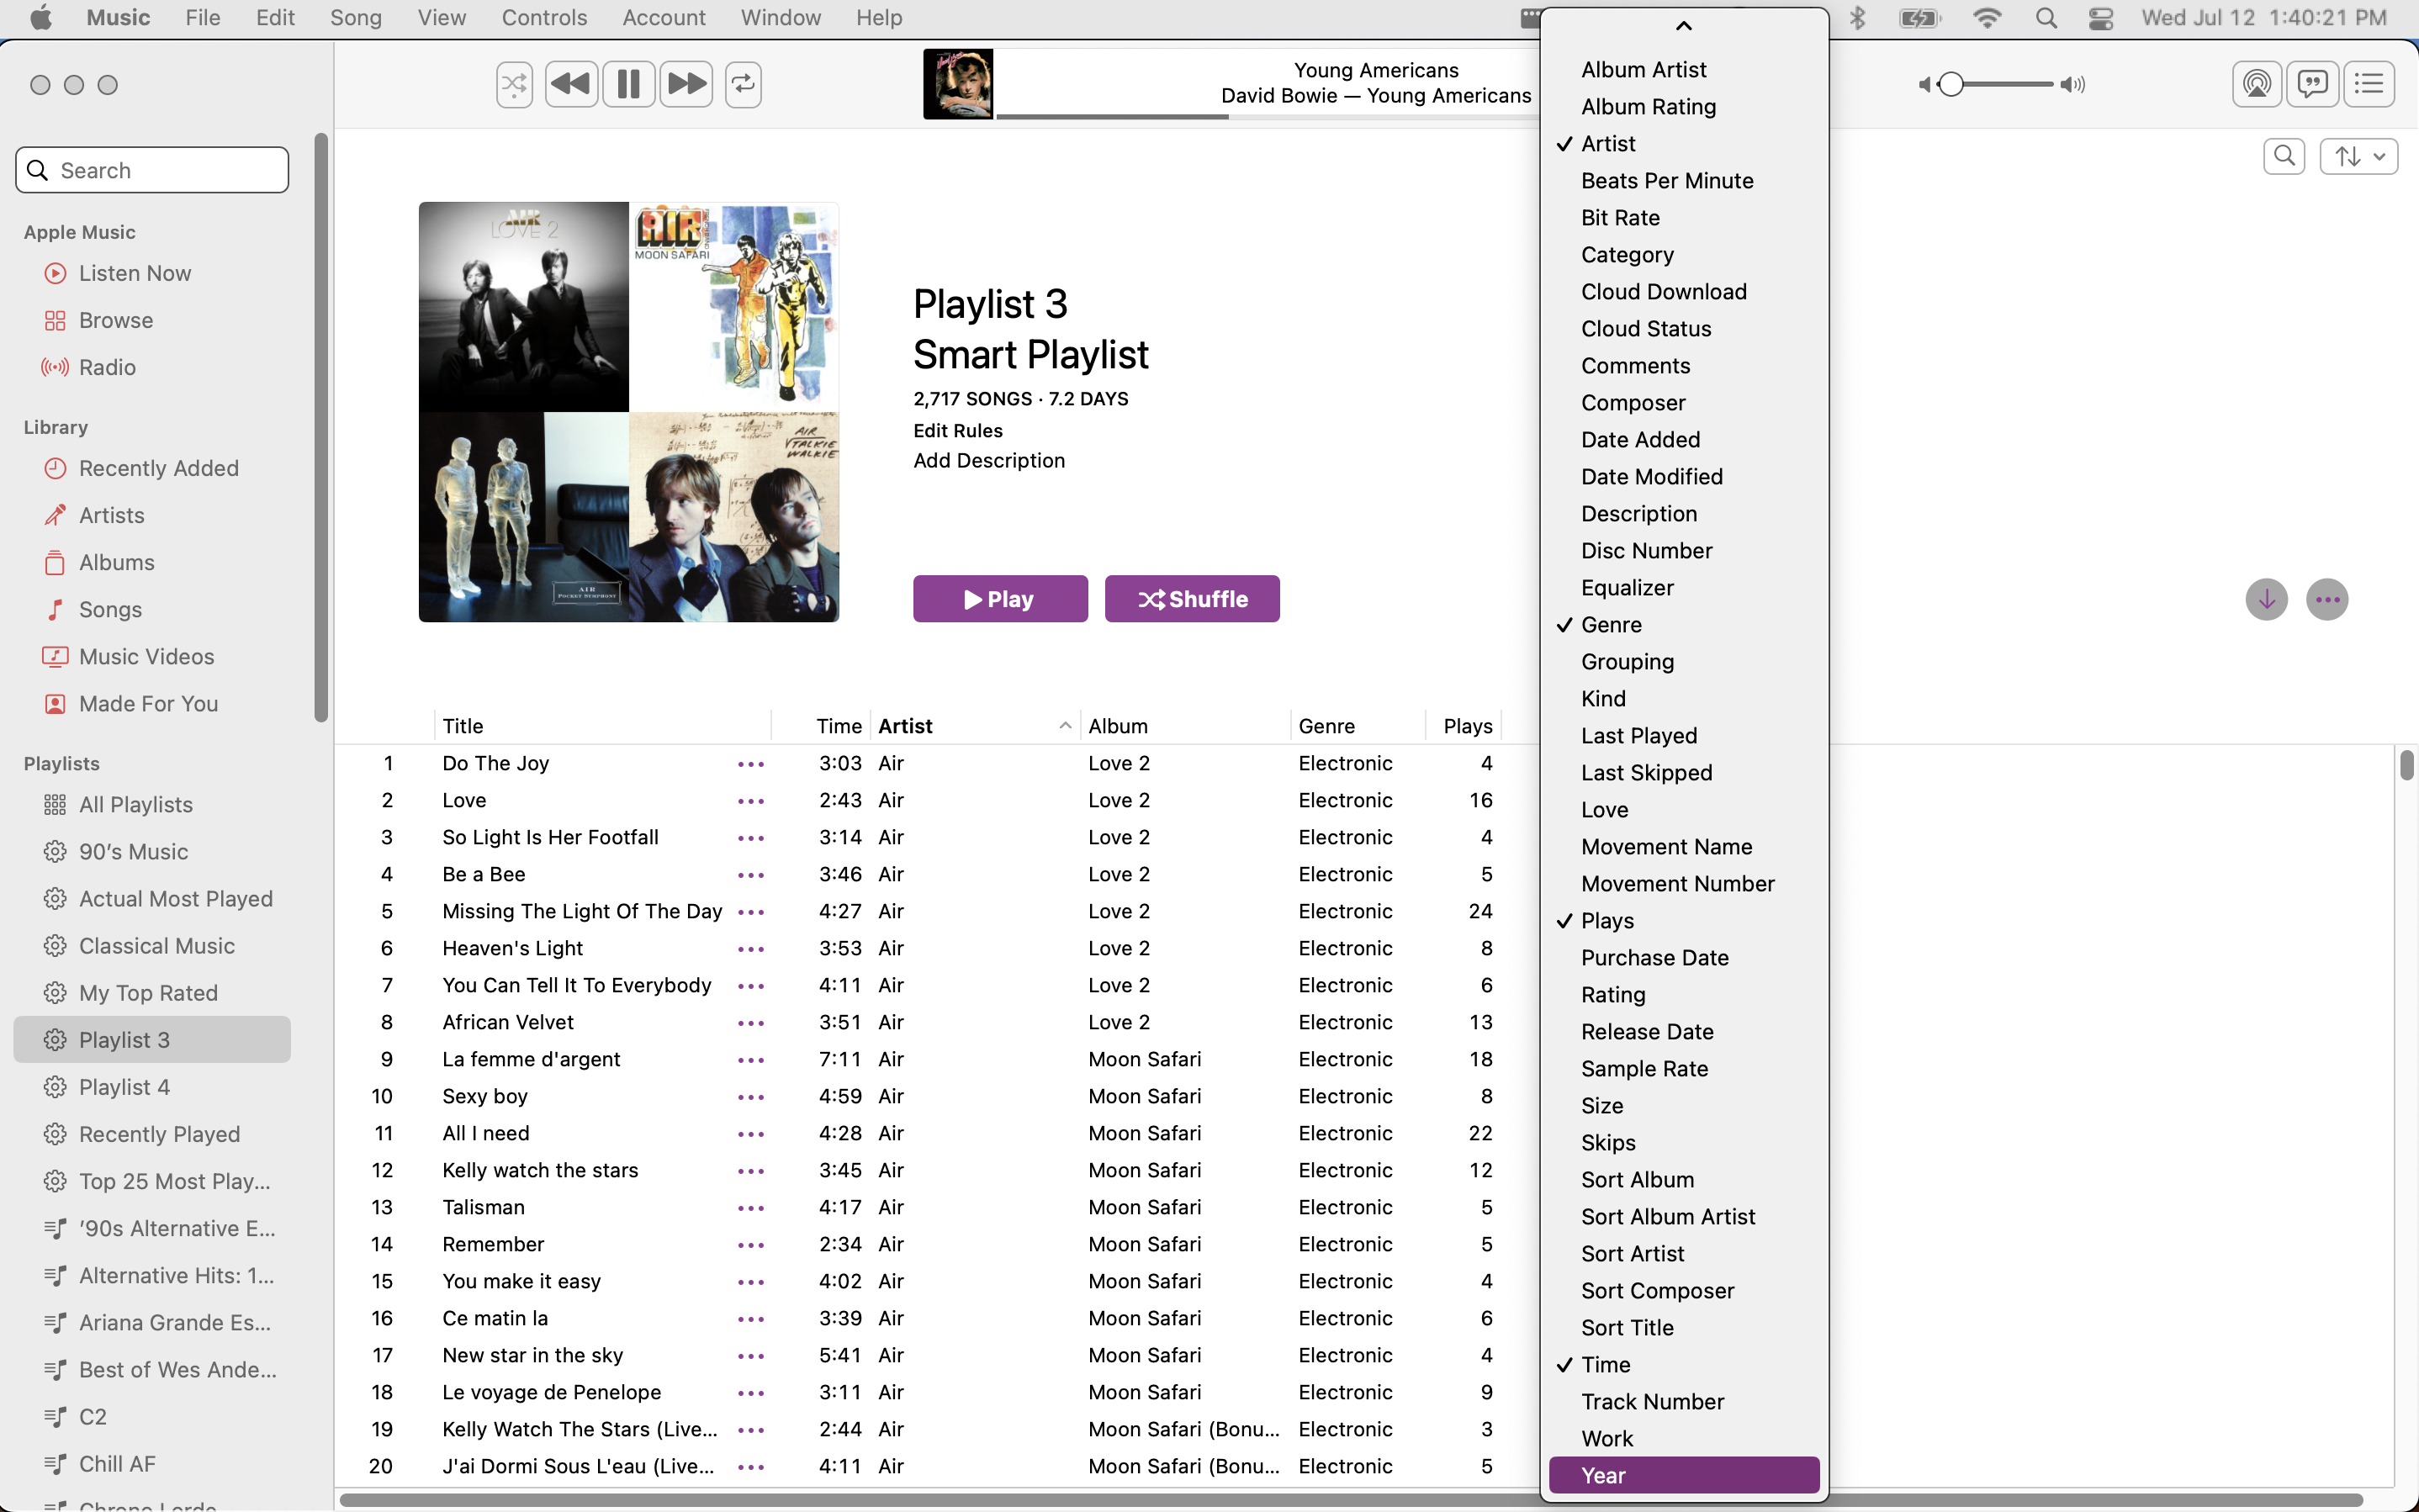 Music File Edit Song View Controls Account Window Help
Wed Jul 12 1:40:21 PM
Young Americans
David Bowie — Young Americans
Search
Apple Music
Listen Now
Browse
Radio
Library
Recently Added
Artists
Albums
Songs
Music Videos
Made For You
Playlists
All Playlists
90's Music
Actual Most Played
Classical Music
My Top Rated
Playlist 3
Playlist 4
Recently Played
Top 25 Most Play...
'90s Alternative E...
Alternative Hits: 1...
Ariana Grande Es...
Best of Wes Ande...
C2
Chill AF
AIR
LOVE 2
AIR
MOON SAFARI
AIR
POCKET SYMPHONY
AIR
TALKIE
WALKIE
Playlist 3
Smart Playlist
2,717 SONGS · 7.2 DAYS
Edit Rules
Add Description
Play
Shuffle
Title Time Artist Album Genre Plays
1 Do The Joy ••• 3:03 Air Love 2 Electronic 4
2 Love ••• 2:43 Air Love 2 Electronic 16
3 So Light Is Her Footfall ••• 3:14 Air Love 2 Electronic 4
4 Be a Bee ••• 3:46 Air Love 2 Electronic 5
5 Missing The Light Of The Day ••• 4:27 Air Love 2 Electronic 24
6 Heaven's Light ••• 3:53 Air Love 2 Electronic 8
7 You Can Tell It To Everybody ••• 4:11 Air Love 2 Electronic 6
8 African Velvet ••• 3:51 Air Love 2 Electronic 13
9 La femme d'argent ••• 7:11 Air Moon Safari Electronic 18
10 Sexy boy ••• 4:59 Air Moon Safari Electronic 8
11 All I need ••• 4:28 Air Moon Safari Electronic 22
12 Kelly watch the stars ••• 3:45 Air Moon Safari Electronic 12
13 Talisman ••• 4:17 Air Moon Safari Electronic 5
14 Remember ••• 2:34 Air Moon Safari Electronic 5
15 You make it easy ••• 4:02 Air Moon Safari Electronic 4
16 Ce matin la ••• 3:39 Air Moon Safari Electronic 6
17 New star in the sky ••• 5:41 Air Moon Safari Electronic 4
18 Le voyage de Penelope ••• 3:11 Air Moon Safari Electronic 9
19 Kelly Watch The Stars (Live... ••• 2:44 Air Moon Safari (Bonu... Electronic 3
20 J'ai Dormi Sous L'eau (Live... ••• 4:11 Air Moon Safari (Bonu... Electronic 5
Album Artist
Album Rating
✓ Artist
Beats Per Minute
Bit Rate
Category
Cloud Download
Cloud Status
Comments
Composer
Date Added
Date Modified
Description
Disc Number
Equalizer
✓ Genre
Grouping
Kind
Last Played
Last Skipped
Love
Movement Name
Movement Number
✓ Plays
Purchase Date
Rating
Release Date
Sample Rate
Size
Skips
Sort Album
Sort Album Artist
Sort Artist
Sort Composer
Sort Title
✓ Time
Track Number
Work
Year